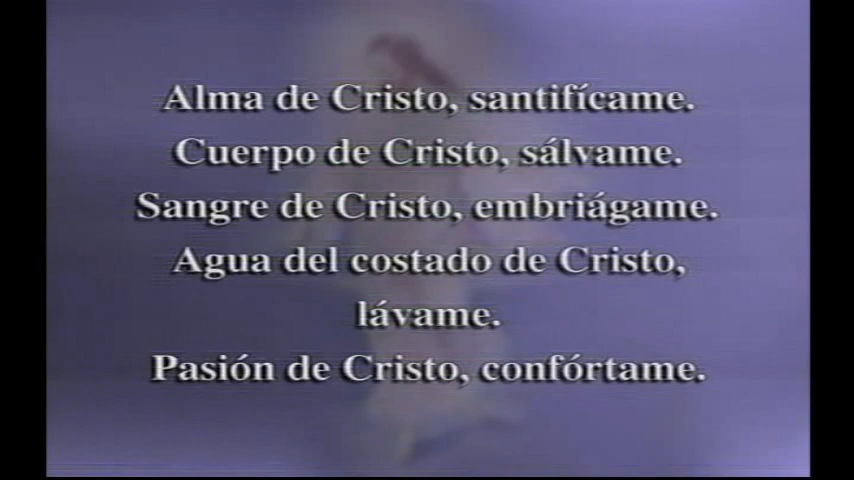 Alma de Cristo, santifícame.
Cuerpo de Cristo, sálvame.
Sangre de Cristo, embriágame.
Agua del costado de Cristo,
lávame.
Pasión de Cristo, confórtame.